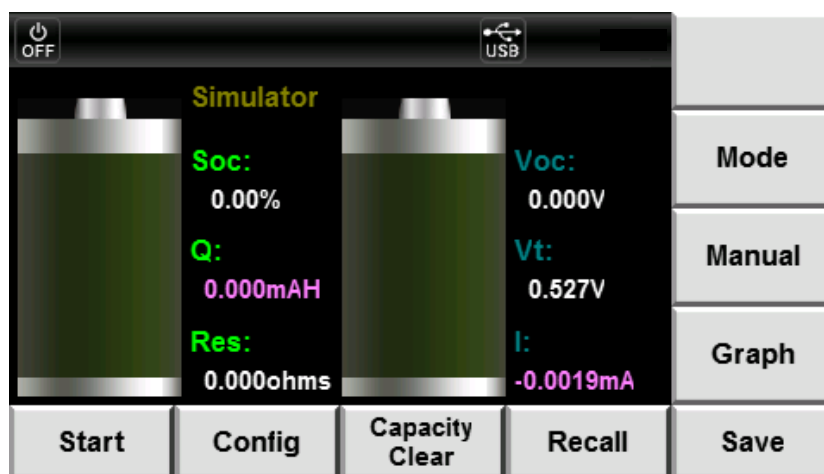 OFF
USB
Simulator
Soc:
0.00%
Q:
0.000mAH
Res:
0.000ohms
Voc:
0.000V
Vt:
0.527V
I:
-0.0019mA
Mode
Manual
Graph
Start
Config
Capacity
Clear
Recall
Save